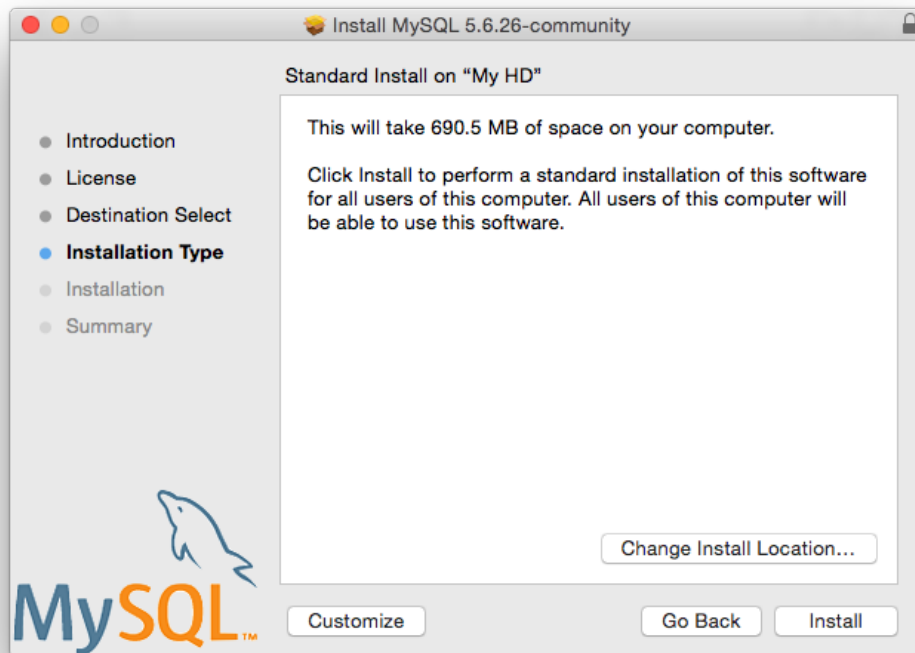 Install MySQL 5.6.26-community
Standard Install on “My HD”
Introduction
License
Destination Select
Installation Type
Installation
Summary
This will take 690.5 MB of space on your computer.
Click Install to perform a standard installation of this software
for all users of this computer. All users of this computer will
be able to use this software.
Change Install Location...
MySQL™
Customize
Go Back
Install